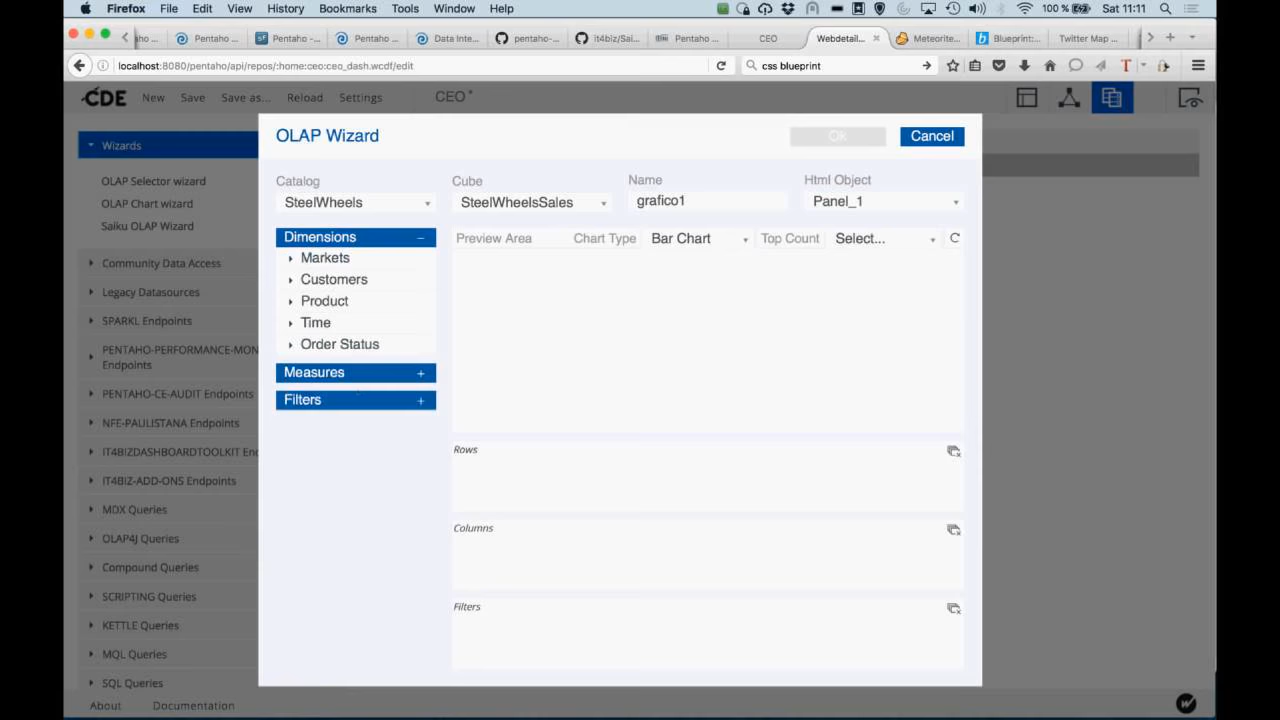 Firefox File Edit View History Bookmarks Tools Window Help 100 % Sat 11:11
ho ... Pentaho ... Pentaho -... Pentaho ... Data Inte... pentaho-... it4biz/Sai... Pentaho ... CEO Webdetail... Meteorite... Blueprint:... Twitter Map ...
localhost:8080/pentaho/api/repos/:home:ceo:ceo_dash.wcdf/edit css blueprint
CDE New Save Save as... Reload Settings CEO*
OLAP Wizard Ok Cancel
Wizards
OLAP Selector wizard
OLAP Chart wizard
Saiku OLAP Wizard
Community Data Access
Legacy Datasources
SPARKL Endpoints
PENTAHO-PERFORMANCE-MON
Endpoints
PENTAHO-CE-AUDIT Endpoints
NFE-PAULISTANA Endpoints
IT4BIZDASHBOARDTOOLKIT End
IT4BIZ-ADD-ONS Endpoints
MDX Queries
OLAP4J Queries
Compound Queries
SCRIPTING Queries
KETTLE Queries
MQL Queries
SQL Queries
Catalog Cube Name Html Object
SteelWheels SteelWheelsSales grafico1 Panel_1
Dimensions –
Markets
Customers
Product
Time
Order Status
Measures +
Filters +
Preview Area Chart Type Bar Chart Top Count Select...
Rows
Columns
Filters
About Documentation